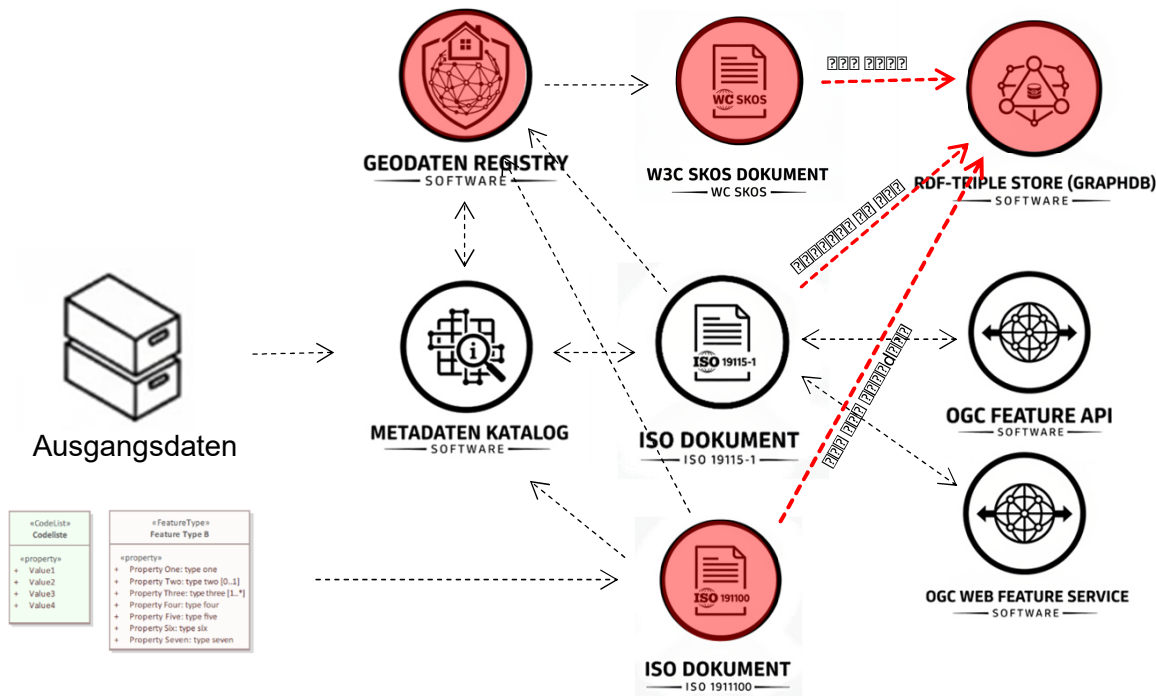 GEODATEN REGISTRY
SOFTWARE
WC SKOS
W3C SKOS DOKUMENT
WC SKOS
RDF-TRIPLE STORE (GRAPHDB)
SOFTWARE
Ausgangsdaten
i
METADATEN KATALOG
SOFTWARE
ISO 19115-1
ISO DOKUMENT
ISO 19115-1
OGC FEATURE API
SOFTWARE
OGC WEB FEATURE SERVICE
SOFTWARE
«CodeList»
Codeliste
«property»
+ Value1
+ Value2
+ Value3
+ Value4
«FeatureType»
Feature Type B
«property»
+ Property One: type one
+ Property Two: type two [0..1]
+ Property Three: type three [1..*]
+ Property Four: type four
+ Property Five: type five
+ Property Six: type six
+ Property Seven: type seven
ISO 191100
ISO DOKUMENT
ISO 1911100